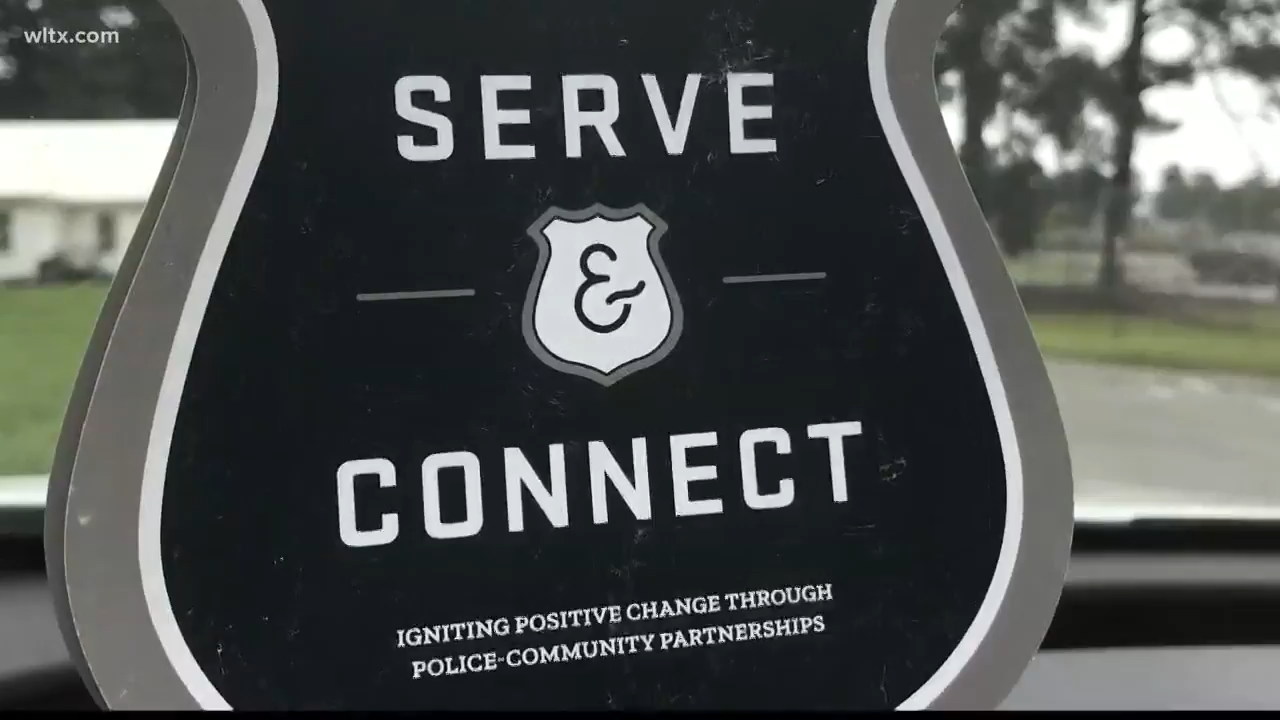 wltx.com
SERVE
&
CONNECT
IGNITING POSITIVE CHANGE THROUGH
POLICE-COMMUNITY PARTNERSHIPS